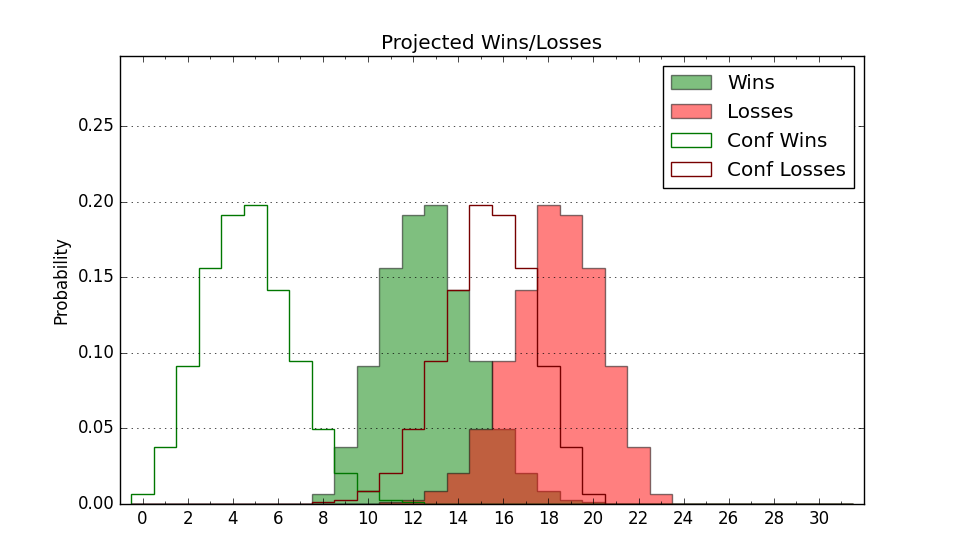 Projected Wins/Losses
Wins
Losses
Conf Wins
Conf Losses
Probability
0.25
0.20
0.15
0.10
0.05
0.00
0 2 4 6 8 10 12 14 16 18 20 22 24 26 28 30